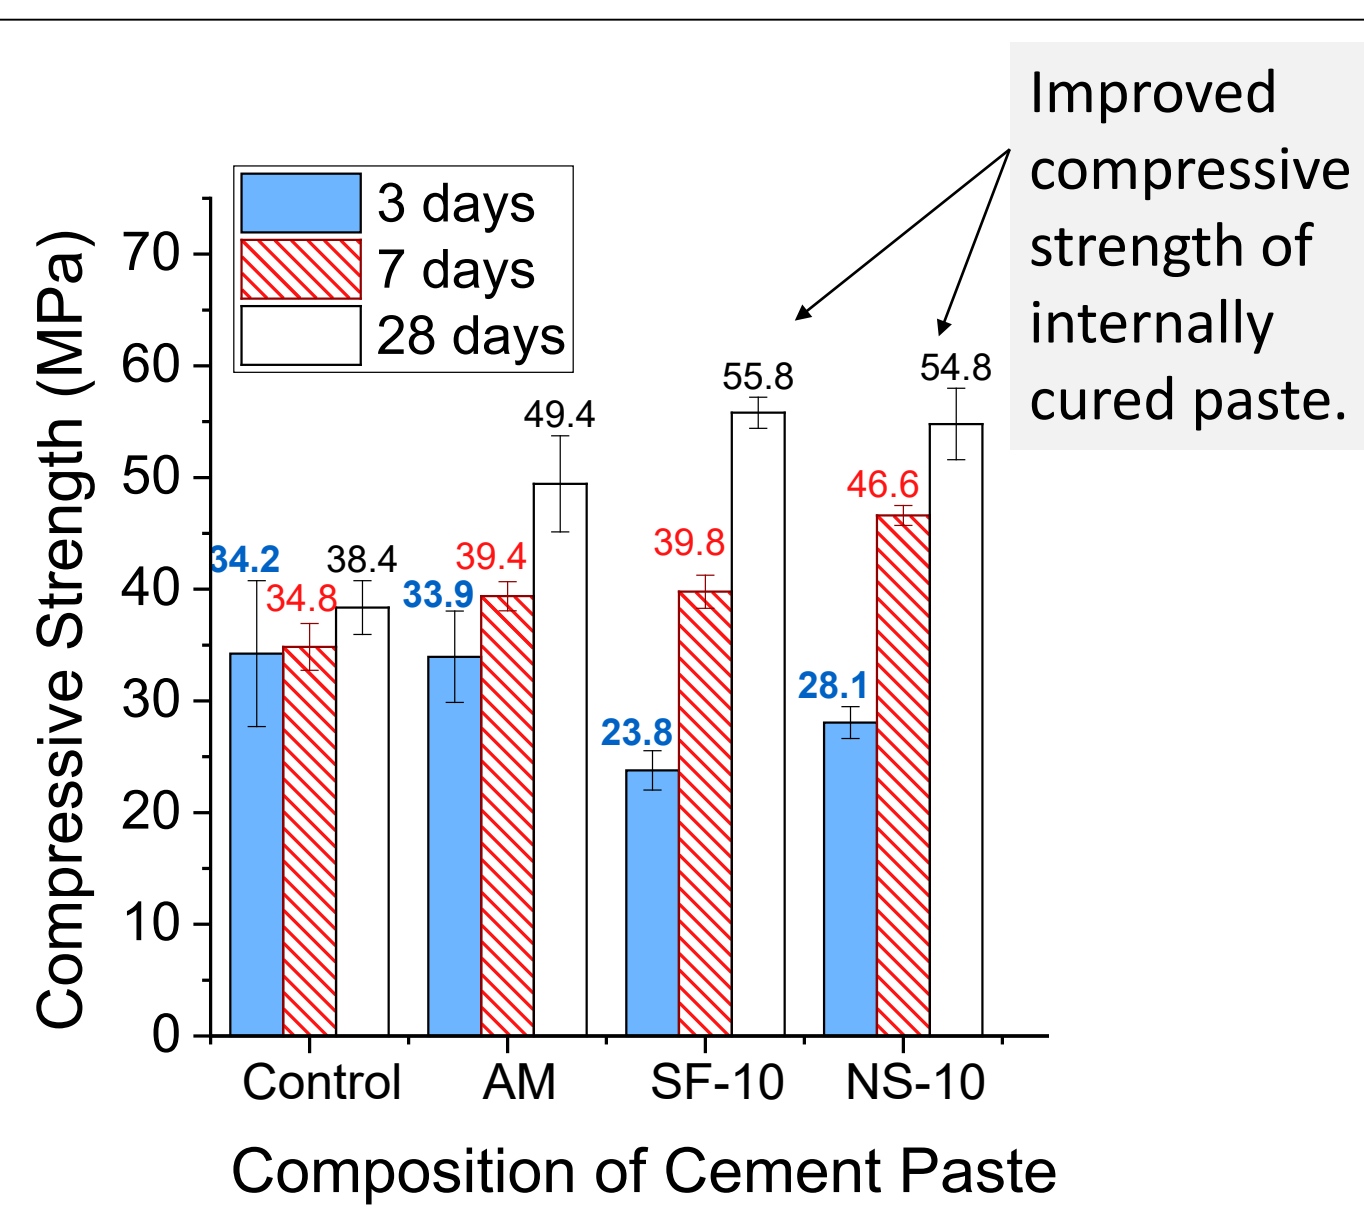 Improved
compressive
strength of
internally
cured paste.
3 days
7 days
28 days
Compressive Strength (MPa)
70
60
50
40
30
20
10
0
34.2
34.8
38.4
33.9
39.4
49.4
23.8
39.8
55.8
28.1
46.6
54.8
Control AM SF-10 NS-10
Composition of Cement Paste